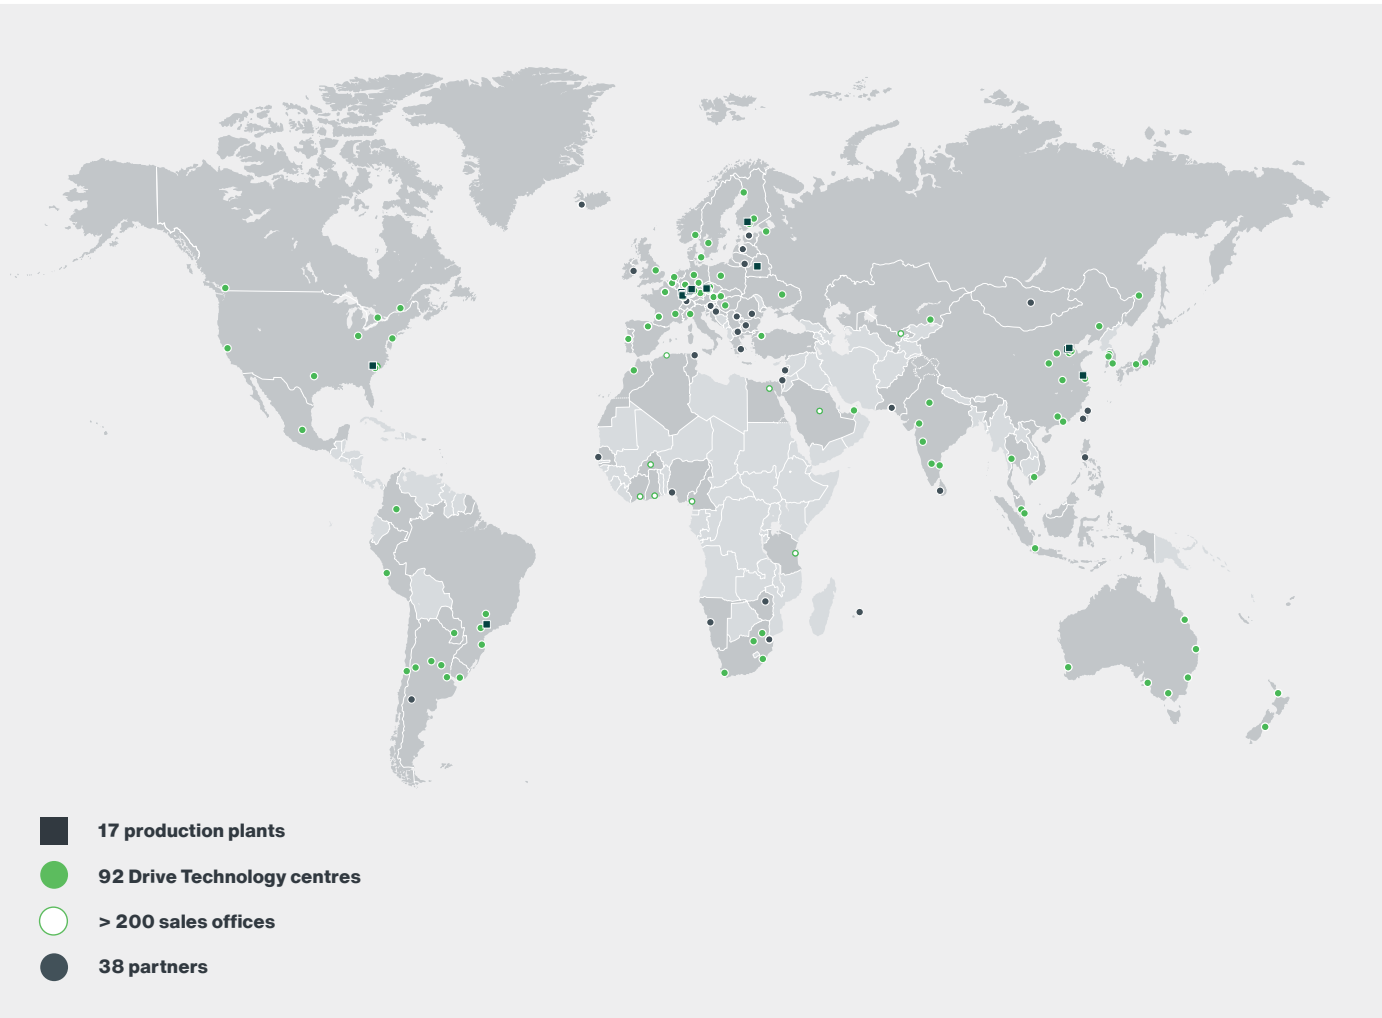 17 production plants
92 Drive Technology centres
> 200 sales offices
38 partners